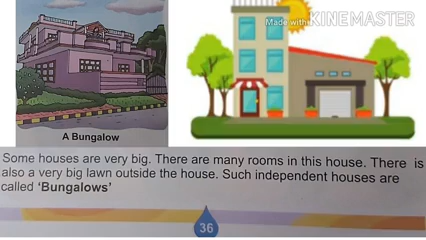 Made with KINEMASTER
A Bungalow
Some houses are very big. There are many rooms in this house. There is
also a very big lawn outside the house. Such independent houses are
called ‘Bungalows’
36